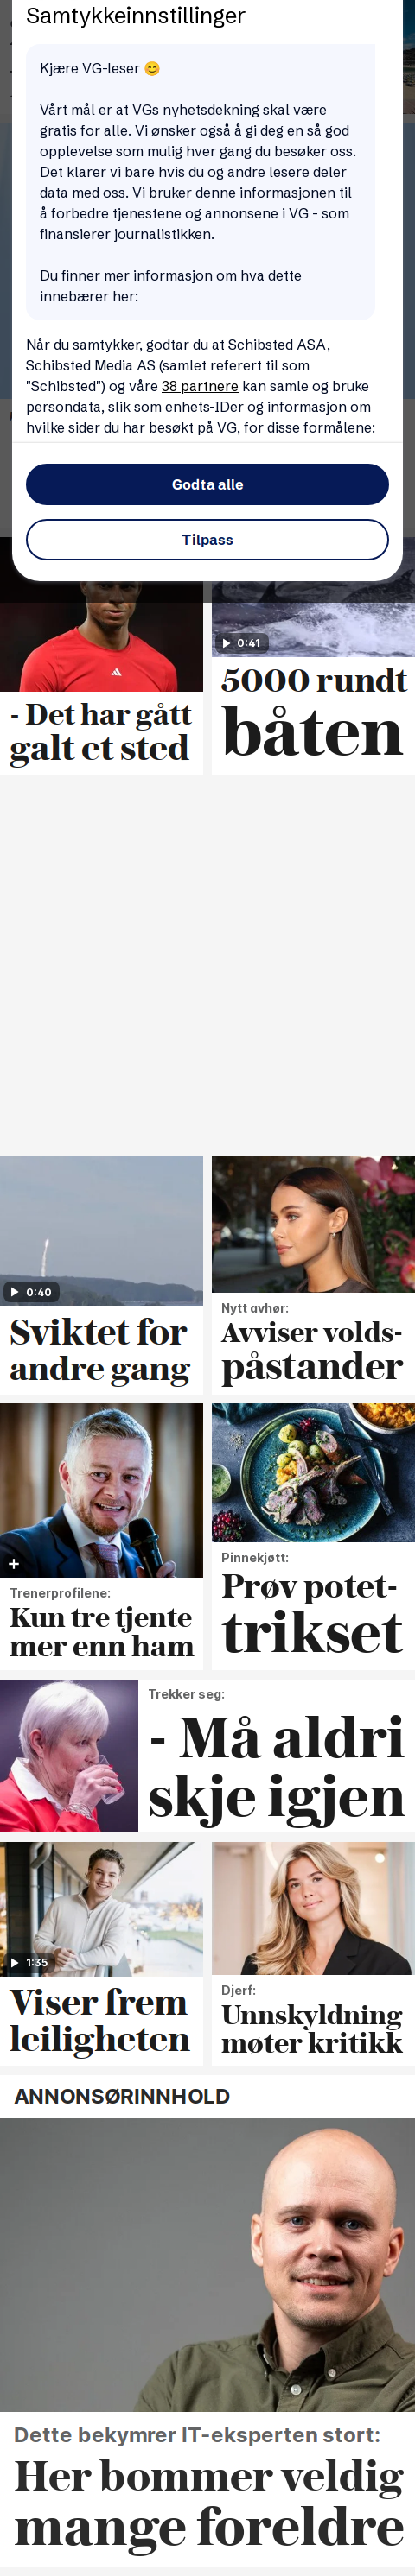 Samtykkeinnstillinger
Kjære VG-leser 😊
Vårt mål er at VGs nyhetsdekning skal være
gratis for alle. Vi ønsker også å gi deg en så god
opplevelse som mulig hver gang du besøker oss.
Det klarer vi bare hvis du og andre lesere deler
data med oss. Vi bruker denne informasjonen til
å forbedre tjenestene og annonsene i VG - som
finansierer journalistikken.
Du finner mer informasjon om hva dette
innebærer her:
Når du samtykker, godtar du at Schibsted ASA,
Schibsted Media AS (samlet referert til som
"Schibsted") og våre 38 partnere kan samle og bruke
persondata, slik som enhets-IDer og informasjon om
hvilke sider du har besøkt på VG, for disse formålene:
Godta alle
Tilpass
- Det har gått
galt et sted
0:41
5000 rundt
båten
0:40
Sviktet for
andre gang
Nytt avhør:
Avviser volds-
påstander
Trenerprofilene:
Kun tre tjente
mer enn ham
Pinnekjøtt:
Prøv potet-
trikset
Trekker seg:
- Må aldri
skje igjen
1:35
Viser frem
leiligheten
Djerf:
Unnskyldning
møter kritikk
ANNONSØRINNHOLD
Dette bekymrer IT-eksperten stort:
Her bommer veldig
mange foreldre